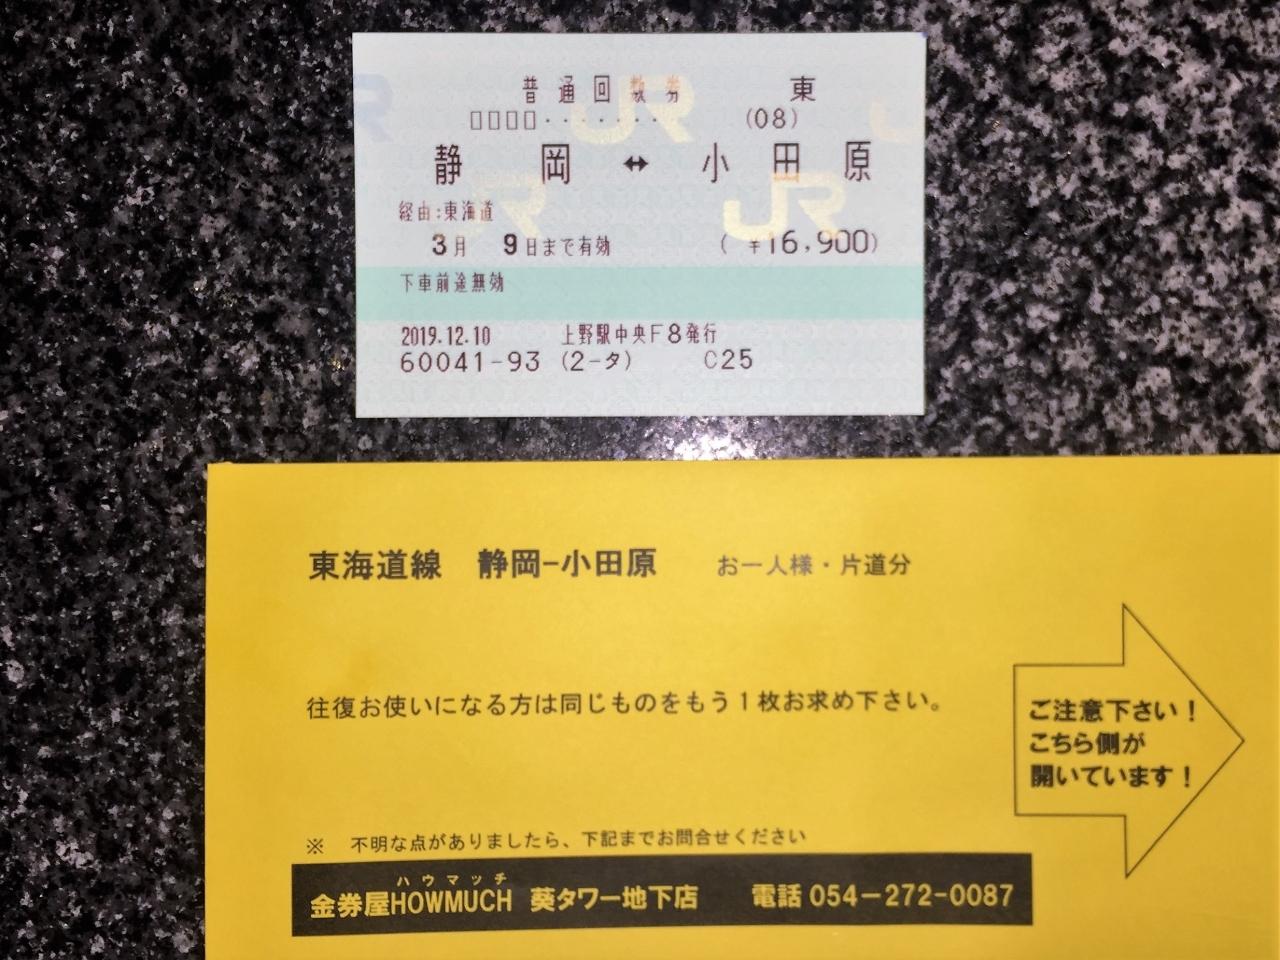 普通回数券 東
□□□□・・・・・・・ (08)
静岡 ↔ 小田原
経由:東海道
3月 9日まで有効 (¥16,900)
下車前途無効
2019.12.10 上野駅中央F8発行
60041-93 (2-タ) C25
東海道線 静岡−小田原 お一人様・片道分
往復お使いになる方は同じものをもう1枚お求め下さい。
ご注意下さい!
こちら側が
開いています!
※ 不明な点がありましたら、下記までお問合せください
ハウマッチ
金券屋HOWMUCH 葵タワー地下店 電話 054−272−0087